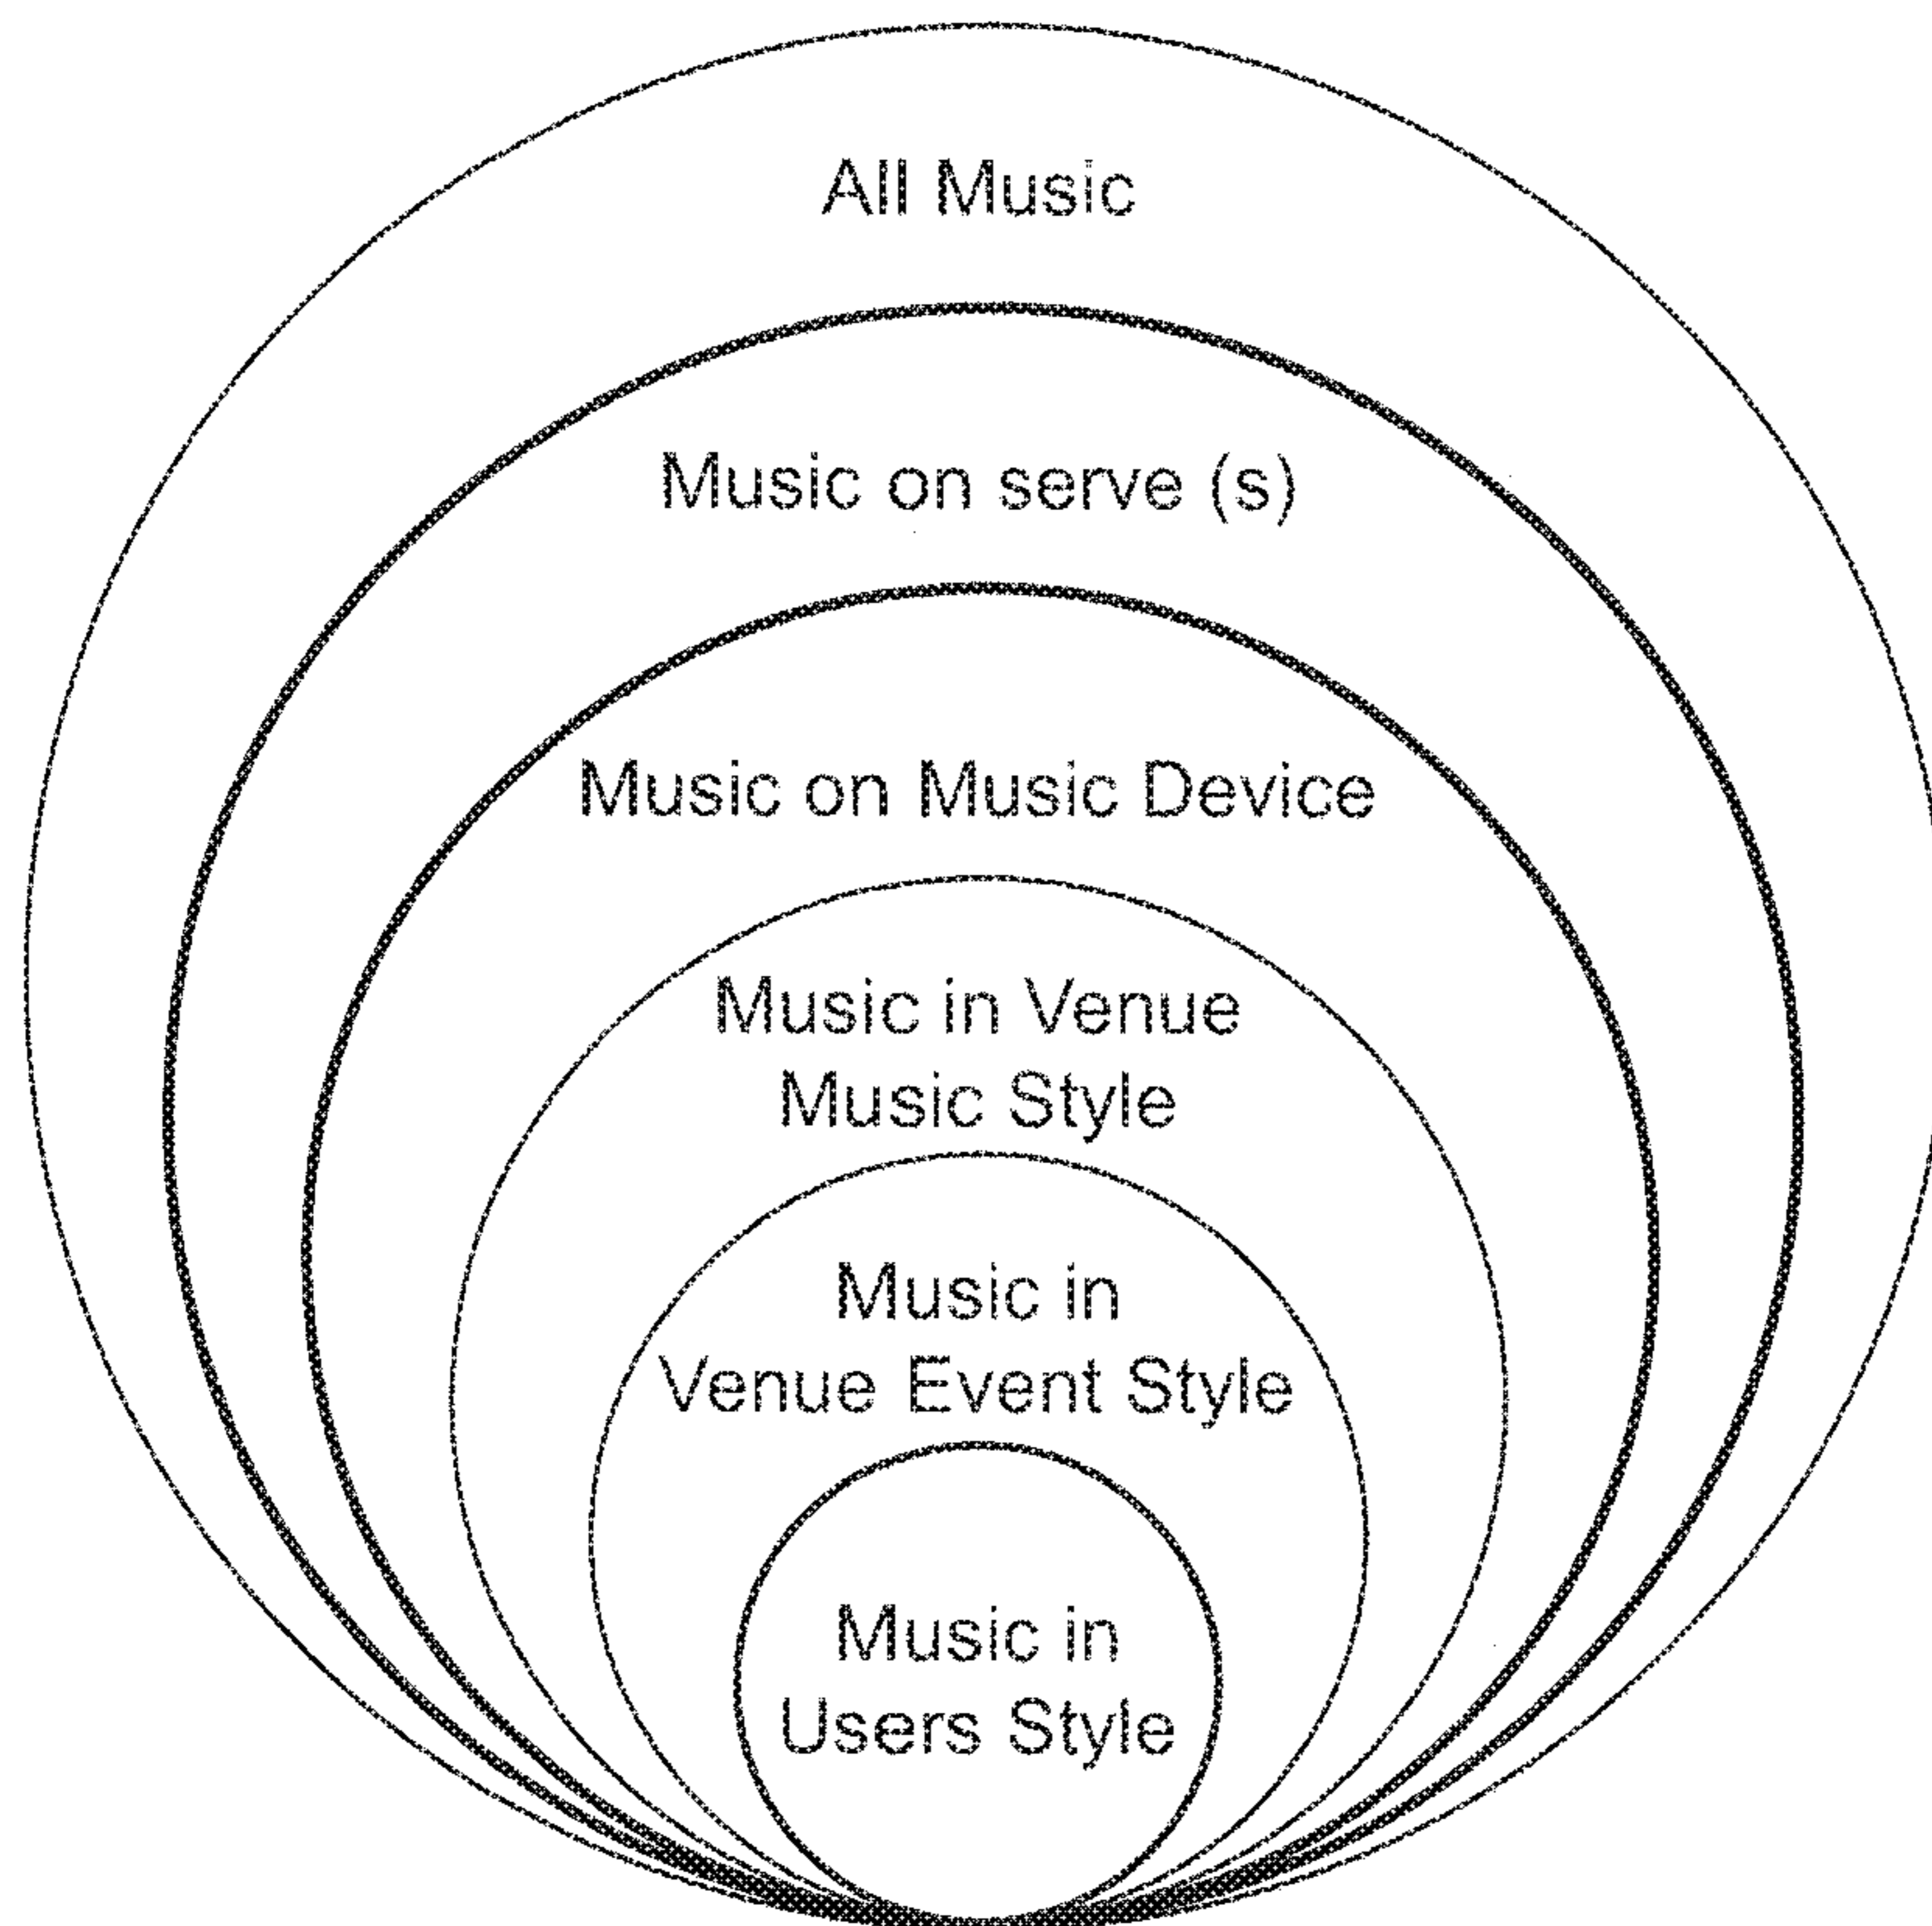 All Music
Music on serve (s)
Music on Music Device
Music in Venue
Music Style
Music in
Venue Event Style
Music in
Users Style